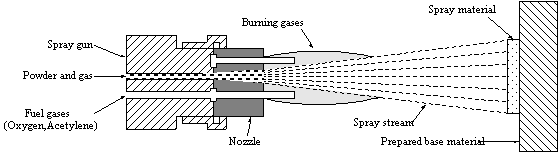 Spray material
Burning gases
Spray gun
Powder and gas
Fuel gases
(Oxygen,Acetylene)
Nozzle
Spray stream
Prepared base material